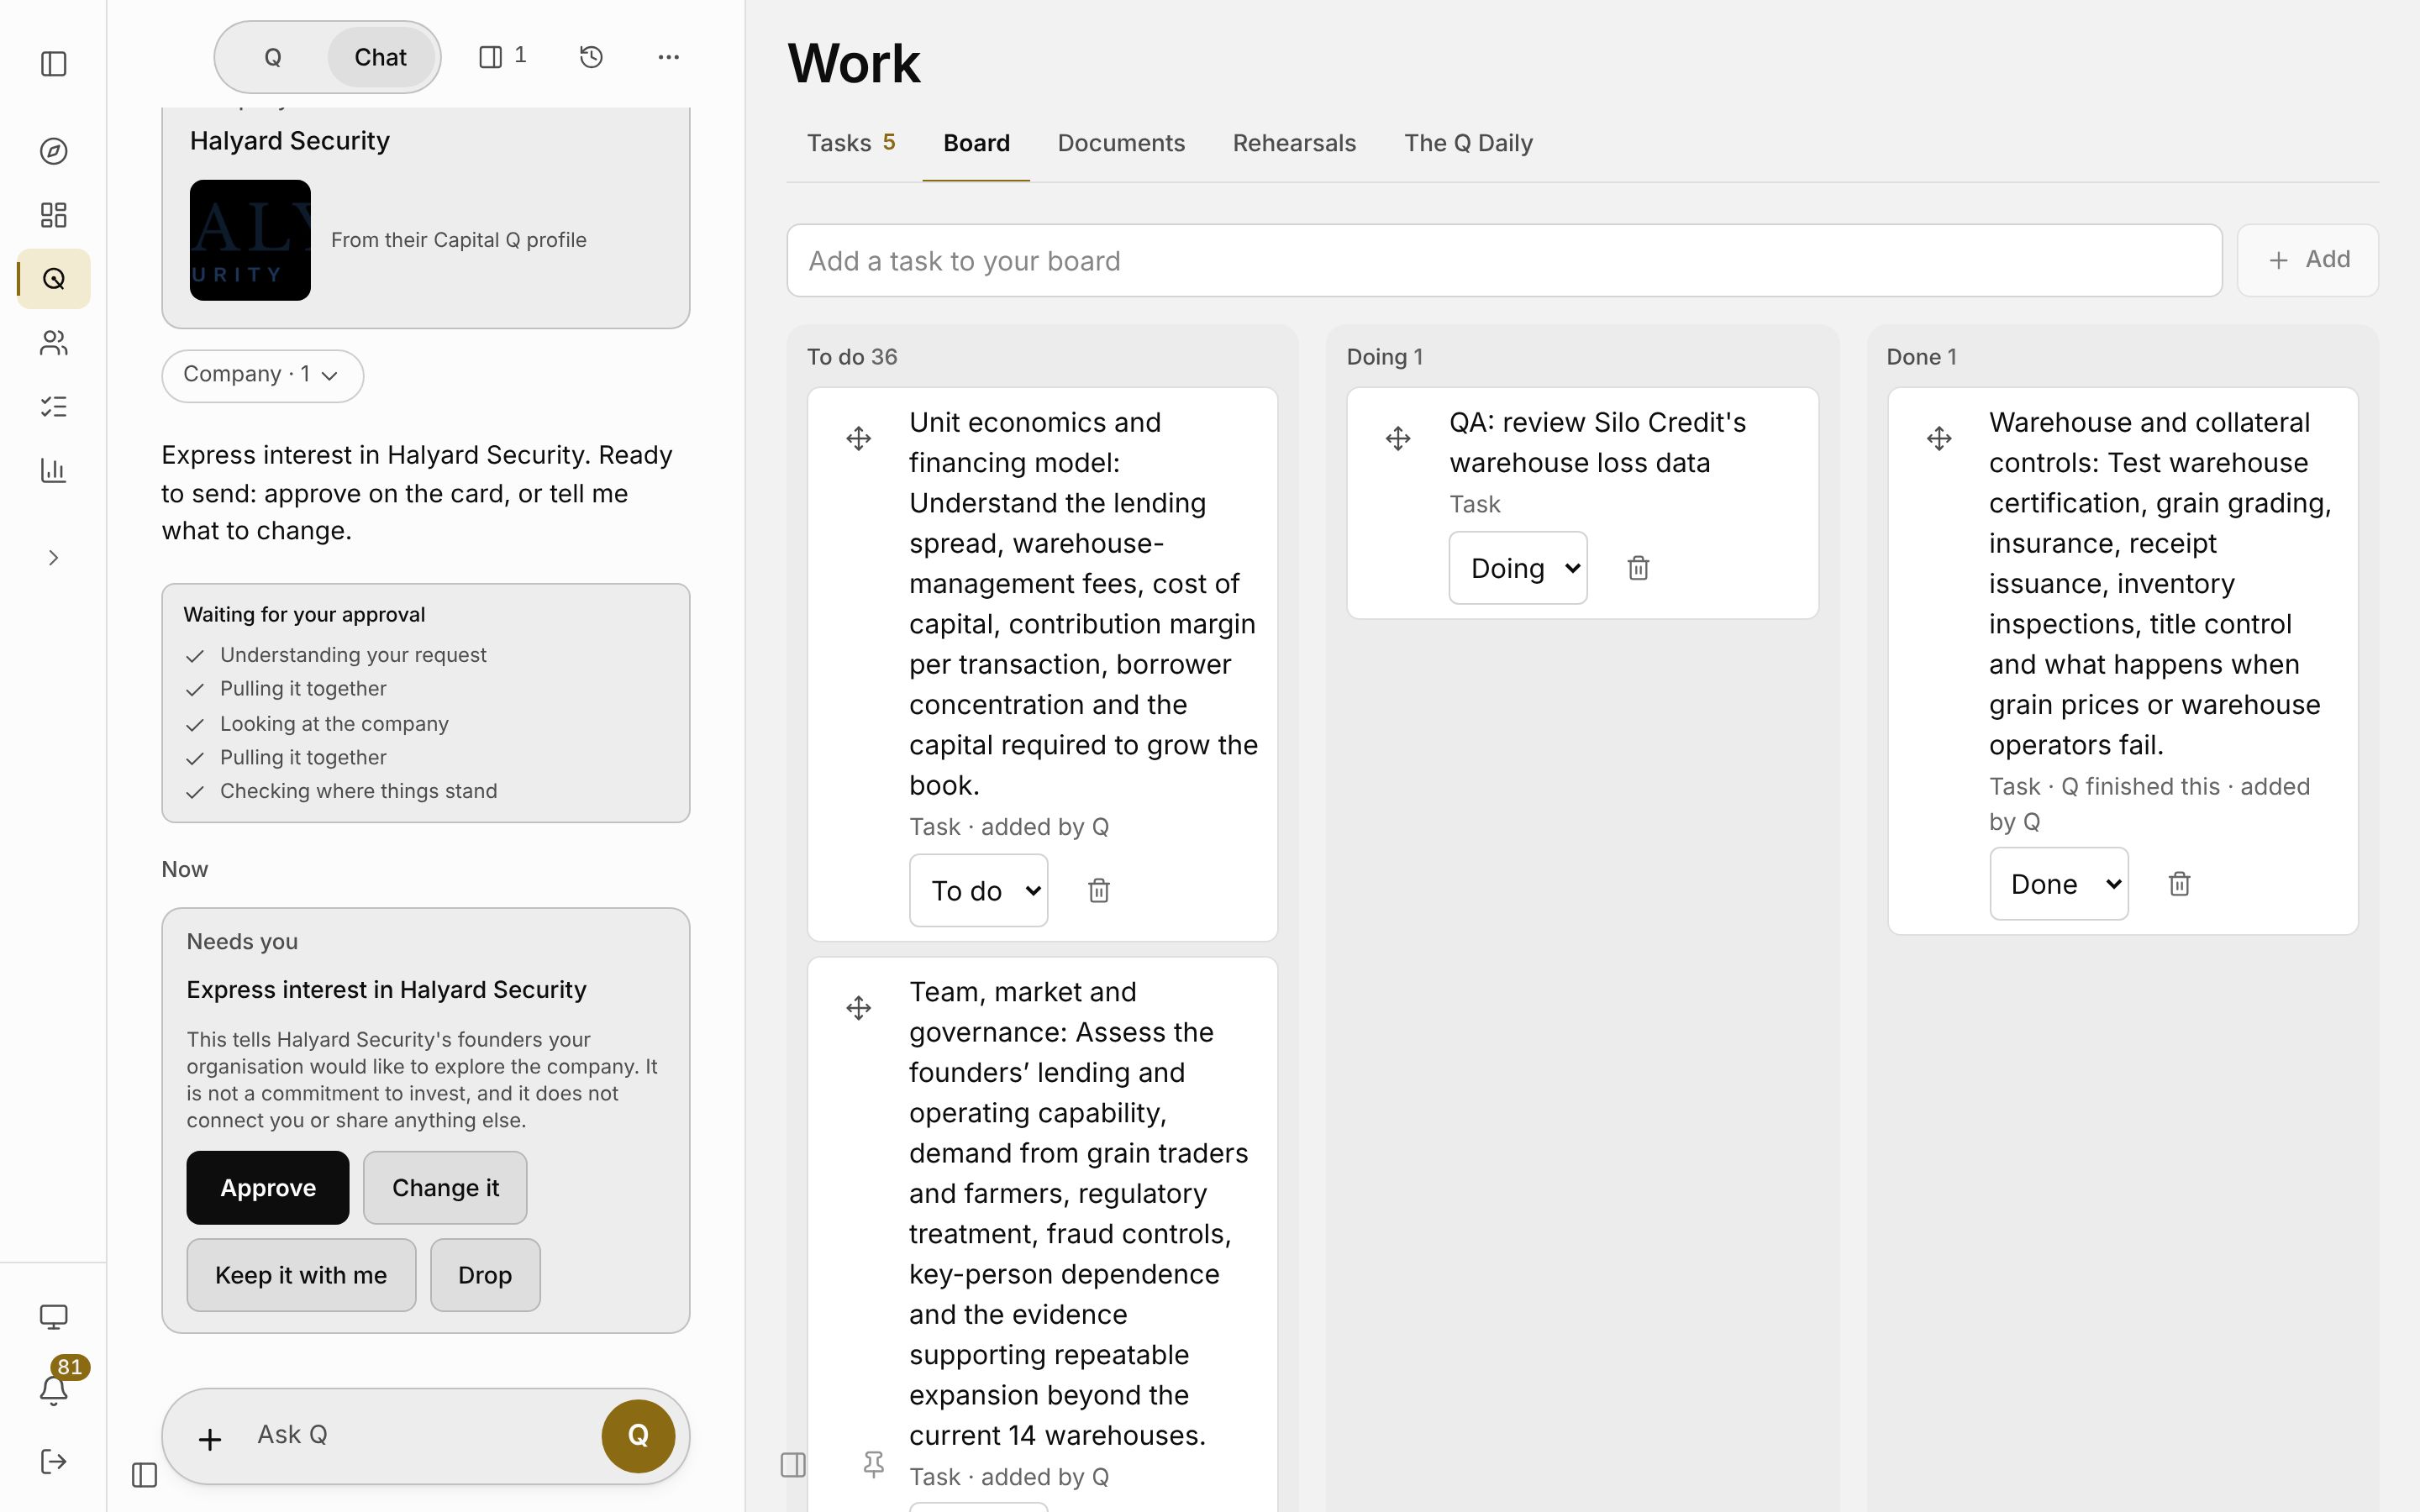 Q
Chat
1
Halyard Security
ALY
URITY
From their Capital Q profile
Company · 1
Express interest in Halyard Security. Ready
to send: approve on the card, or tell me
what to change.
Waiting for your approval
Understanding your request
Pulling it together
Looking at the company
Pulling it together
Checking where things stand
Now
Needs you
Express interest in Halyard Security
This tells Halyard Security's founders your
organisation would like to explore the company. It
is not a commitment to invest, and it does not
connect you or share anything else.
Approve
Change it
Keep it with me
Drop
81
Ask Q
Q
Work
Tasks 5
Board
Documents
Rehearsals
The Q Daily
Add a task to your board
Add
To do 36
Unit economics and
financing model:
Understand the lending
spread, warehouse-
management fees, cost of
capital, contribution margin
per transaction, borrower
concentration and the
capital required to grow the
book.
Task · added by Q
To do
Team, market and
governance: Assess the
founders’ lending and
operating capability,
demand from grain traders
and farmers, regulatory
treatment, fraud controls,
key-person dependence
and the evidence
supporting repeatable
expansion beyond the
current 14 warehouses.
Task · added by Q
Doing 1
QA: review Silo Credit's
warehouse loss data
Task
Doing
Done 1
Warehouse and collateral
controls: Test warehouse
certification, grain grading,
insurance, receipt
issuance, inventory
inspections, title control
and what happens when
grain prices or warehouse
operators fail.
Task · Q finished this · added
by Q
Done